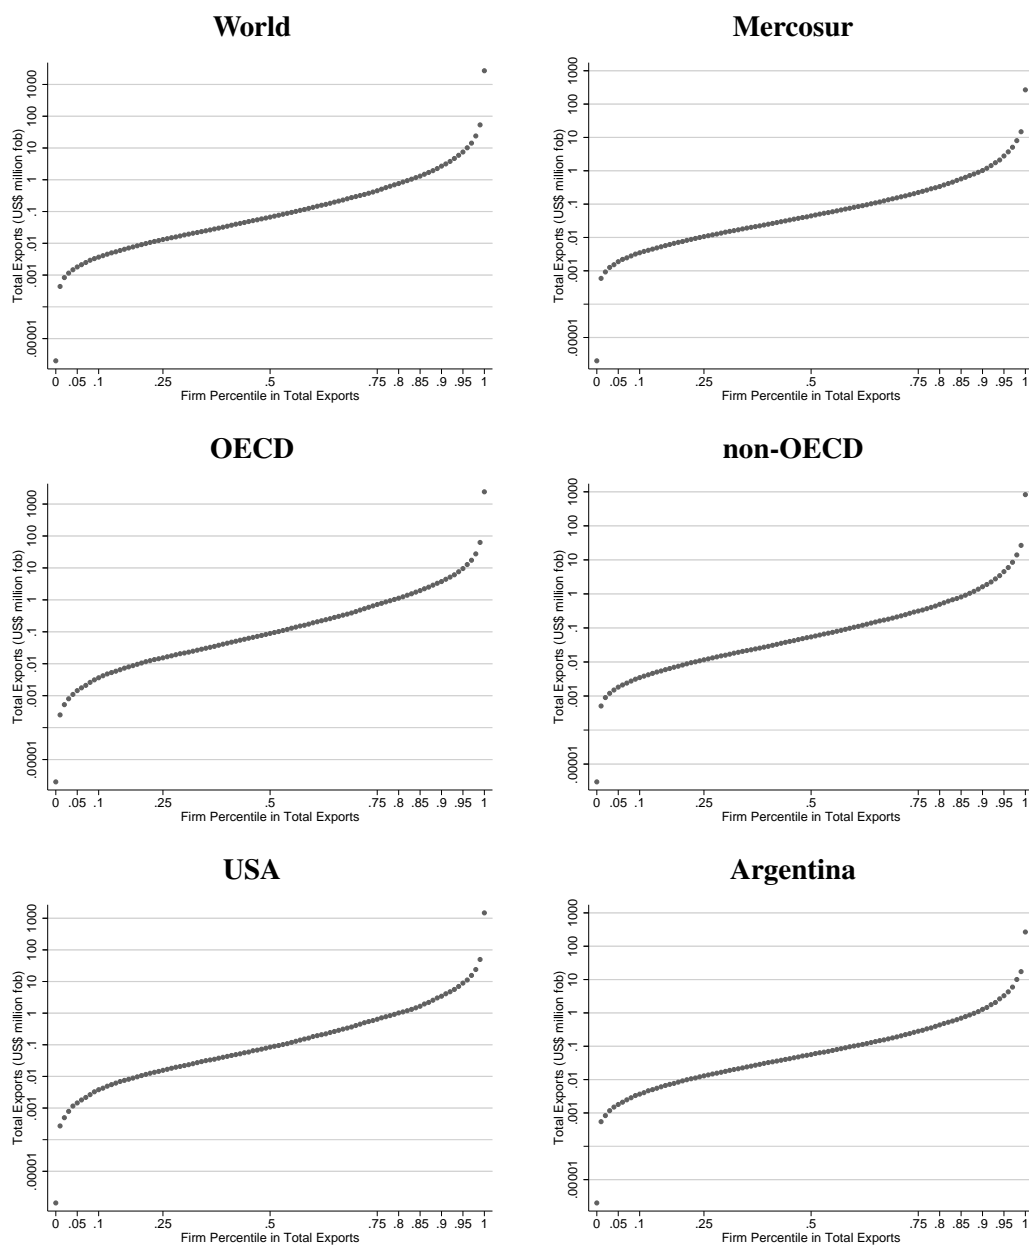 World
Total Exports (US$ million fob)
1000
100
10
1
.1
.01
.001
.00001
0 .05 .1 .25 .5 .75 .8 .85 .9 .95 1
Firm Percentile in Total Exports
Mercosur
Total Exports (US$ million fob)
1000
100
10
1
.1
.01
.001
.00001
0 .05 .1 .25 .5 .75 .8 .85 .9 .95 1
Firm Percentile in Total Exports
OECD
Total Exports (US$ million fob)
1000
100
10
1
.1
.01
.001
.00001
0 .05 .1 .25 .5 .75 .8 .85 .9 .95 1
Firm Percentile in Total Exports
non-OECD
Total Exports (US$ million fob)
1000
100
10
1
.1
.01
.001
.00001
0 .05 .1 .25 .5 .75 .8 .85 .9 .95 1
Firm Percentile in Total Exports
USA
Total Exports (US$ million fob)
1000
100
10
1
.1
.01
.001
.00001
0 .05 .1 .25 .5 .75 .8 .85 .9 .95 1
Firm Percentile in Total Exports
Argentina
Total Exports (US$ million fob)
1000
100
10
1
.1
.01
.001
.00001
0 .05 .1 .25 .5 .75 .8 .85 .9 .95 1
Firm Percentile in Total Exports